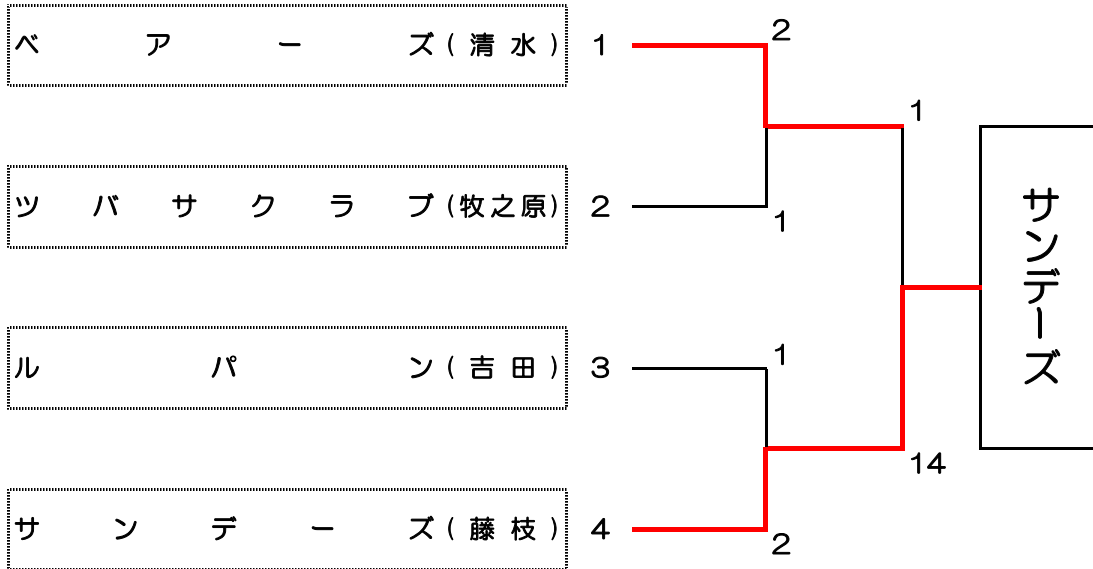 ベアーズ(清水) 1
2
1
ツバサクラブ(牧之原) 2
1
サンデーズ
ルパン(吉田) 3
1
14
サンデーズ(藤枝) 4
2